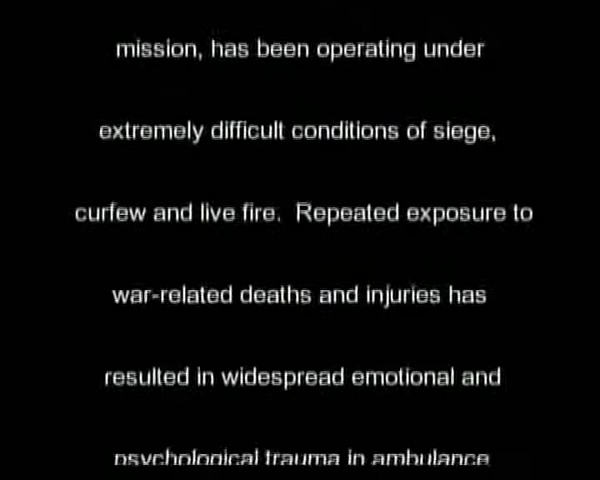 mission, has been operating under
extremely difficult conditions of siege,
curfew and live fire.  Repeated exposure to
war-related deaths and injuries has
resulted in widespread emotional and
psychological trauma in ambulance